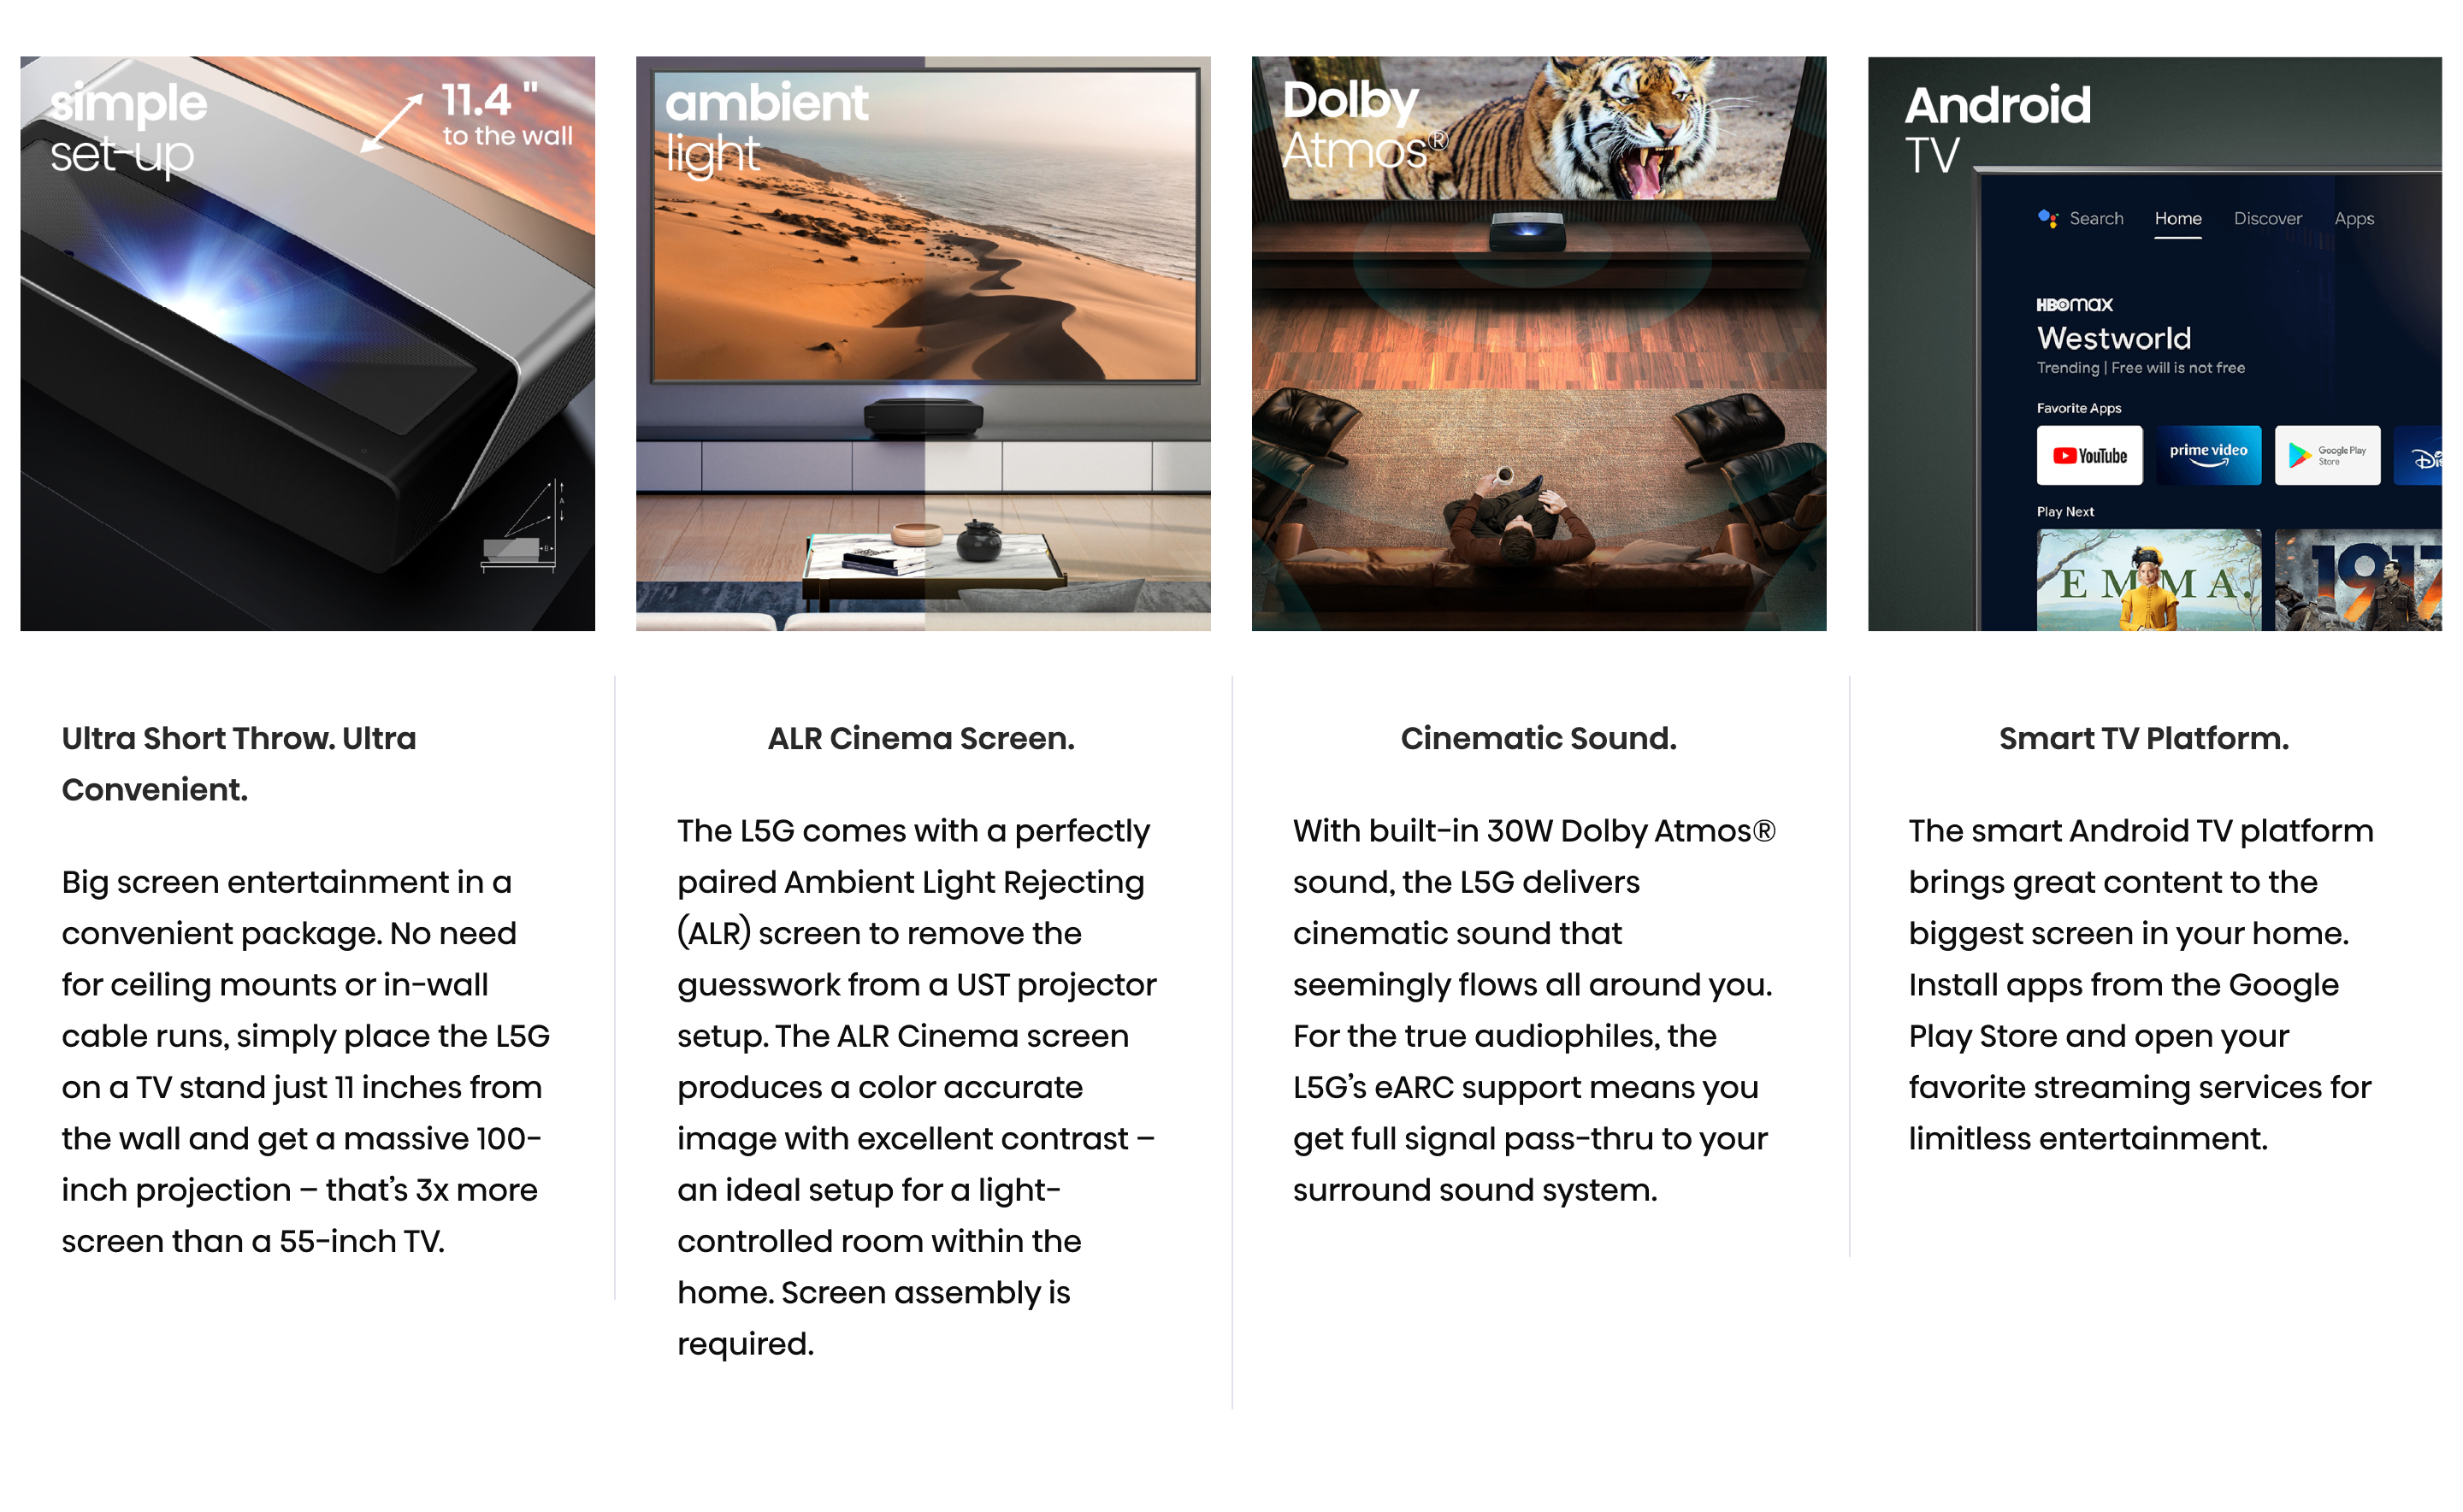 simple
set-up
11.4 "
to the wall
A
B
ambient
light
Dolby
Atmos®
Android
TV
Search Home Discover Apps
HBOmax
Westworld
Trending | Free will is not free
Favorite Apps
YouTube
prime video
Google Play
Store
Dis
Play Next
EMMA.
1917
Ultra Short Throw. Ultra
Convenient.
Big screen entertainment in a
convenient package. No need
for ceiling mounts or in-wall
cable runs, simply place the L5G
on a TV stand just 11 inches from
the wall and get a massive 100-
inch projection – that’s 3x more
screen than a 55-inch TV.
ALR Cinema Screen.
The L5G comes with a perfectly
paired Ambient Light Rejecting
(ALR) screen to remove the
guesswork from a UST projector
setup. The ALR Cinema screen
produces a color accurate
image with excellent contrast –
an ideal setup for a light-
controlled room within the
home. Screen assembly is
required.
Cinematic Sound.
With built-in 30W Dolby Atmos®
sound, the L5G delivers
cinematic sound that
seemingly flows all around you.
For the true audiophiles, the
L5G’s eARC support means you
get full signal pass-thru to your
surround sound system.
Smart TV Platform.
The smart Android TV platform
brings great content to the
biggest screen in your home.
Install apps from the Google
Play Store and open your
favorite streaming services for
limitless entertainment.